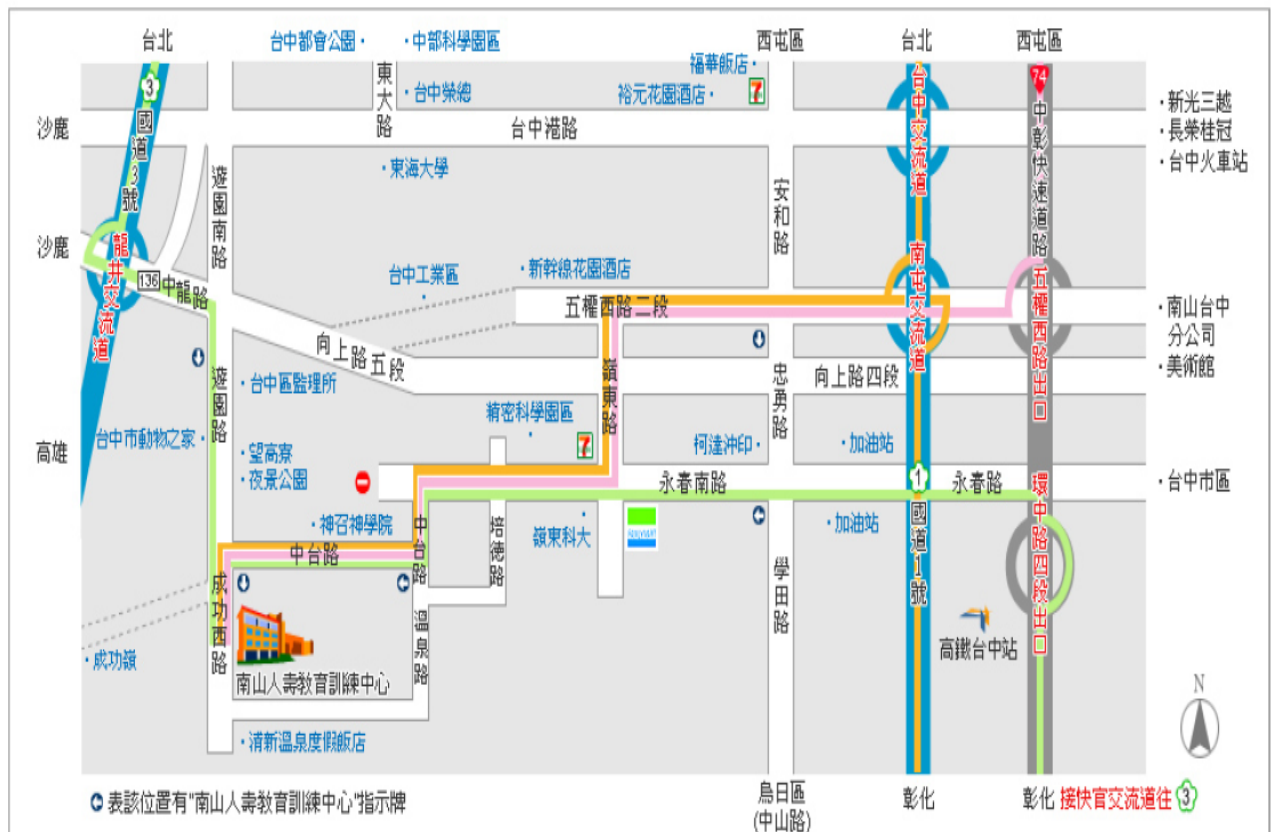 台北
台中都會公園
中部科學園區
西屯區
台北
西屯區
福華飯店
裕元花園酒店
7
台中榮總
東大路
3
國道3號
74
中彰快速道路
台中交流道
新光三越
長榮桂冠
台中火車站
沙鹿
台中港路
東海大學
遊園南路
安和路
沙鹿
龍井交流道
136
中龍路
台中工業區
新幹線花園酒店
五權西路二段
南屯交流道
五權西路出口
南山台中
分公司
美術館
向上路五段
向上路四段
遊園路
台中區監理所
嶺東路
忠勇路
精密科學園區
7
柯達沖印
加油站
台中市動物之家
望高寮
夜景公園
高雄
永春南路
1
永春路
台中市區
國道1號
環中路四段出口
神召神學院
中台路
中台路
培德路
嶺東科大
加油站
學田路
成功西路
溫泉路
高鐵台中站
成功嶺
南山人壽教育訓練中心
浦新溫泉度假飯店
N
表該位置有"南山人壽教育訓練中心"指示牌
烏日區
(中山路)
彰化
彰化 接快官交流道往 3